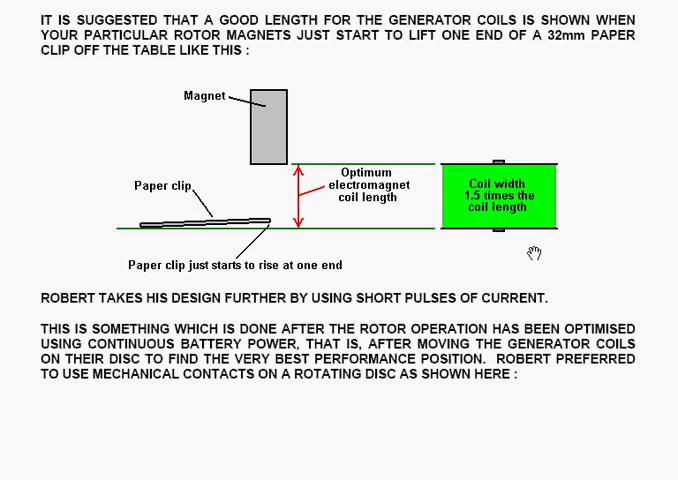 IT IS SUGGESTED THAT A GOOD LENGTH FOR THE GENERATOR COILS IS SHOWN WHEN
YOUR PARTICULAR ROTOR MAGNETS JUST START TO LIFT ONE END OF A 32mm PAPER
CLIP OFF THE TABLE LIKE THIS :
Magnet
Optimum
electromagnet
coil length
Coil width
1.5 times the
coil length
Paper clip
Paper clip just starts to rise at one end
ROBERT TAKES HIS DESIGN FURTHER BY USING SHORT PULSES OF CURRENT.
THIS IS SOMETHING WHICH IS DONE AFTER THE ROTOR OPERATION HAS BEEN OPTIMISED
USING CONTINUOUS BATTERY POWER, THAT IS, AFTER MOVING THE GENERATOR COILS
ON THEIR DISC TO FIND THE VERY BEST PERFORMANCE POSITION. ROBERT PREFERRED
TO USE MECHANICAL CONTACTS ON A ROTATING DISC AS SHOWN HERE :